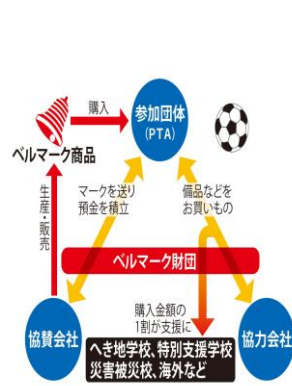 購入
参加団体
(PTA)
ベルマーク商品
生産・販売
マークを送り
預金を積立
備品などを
お買いもの
ベルマーク財団
購入金額の
1割が支援に
協賛会社
へき地学校、特別支援学校
災害被災校、海外など
協力会社